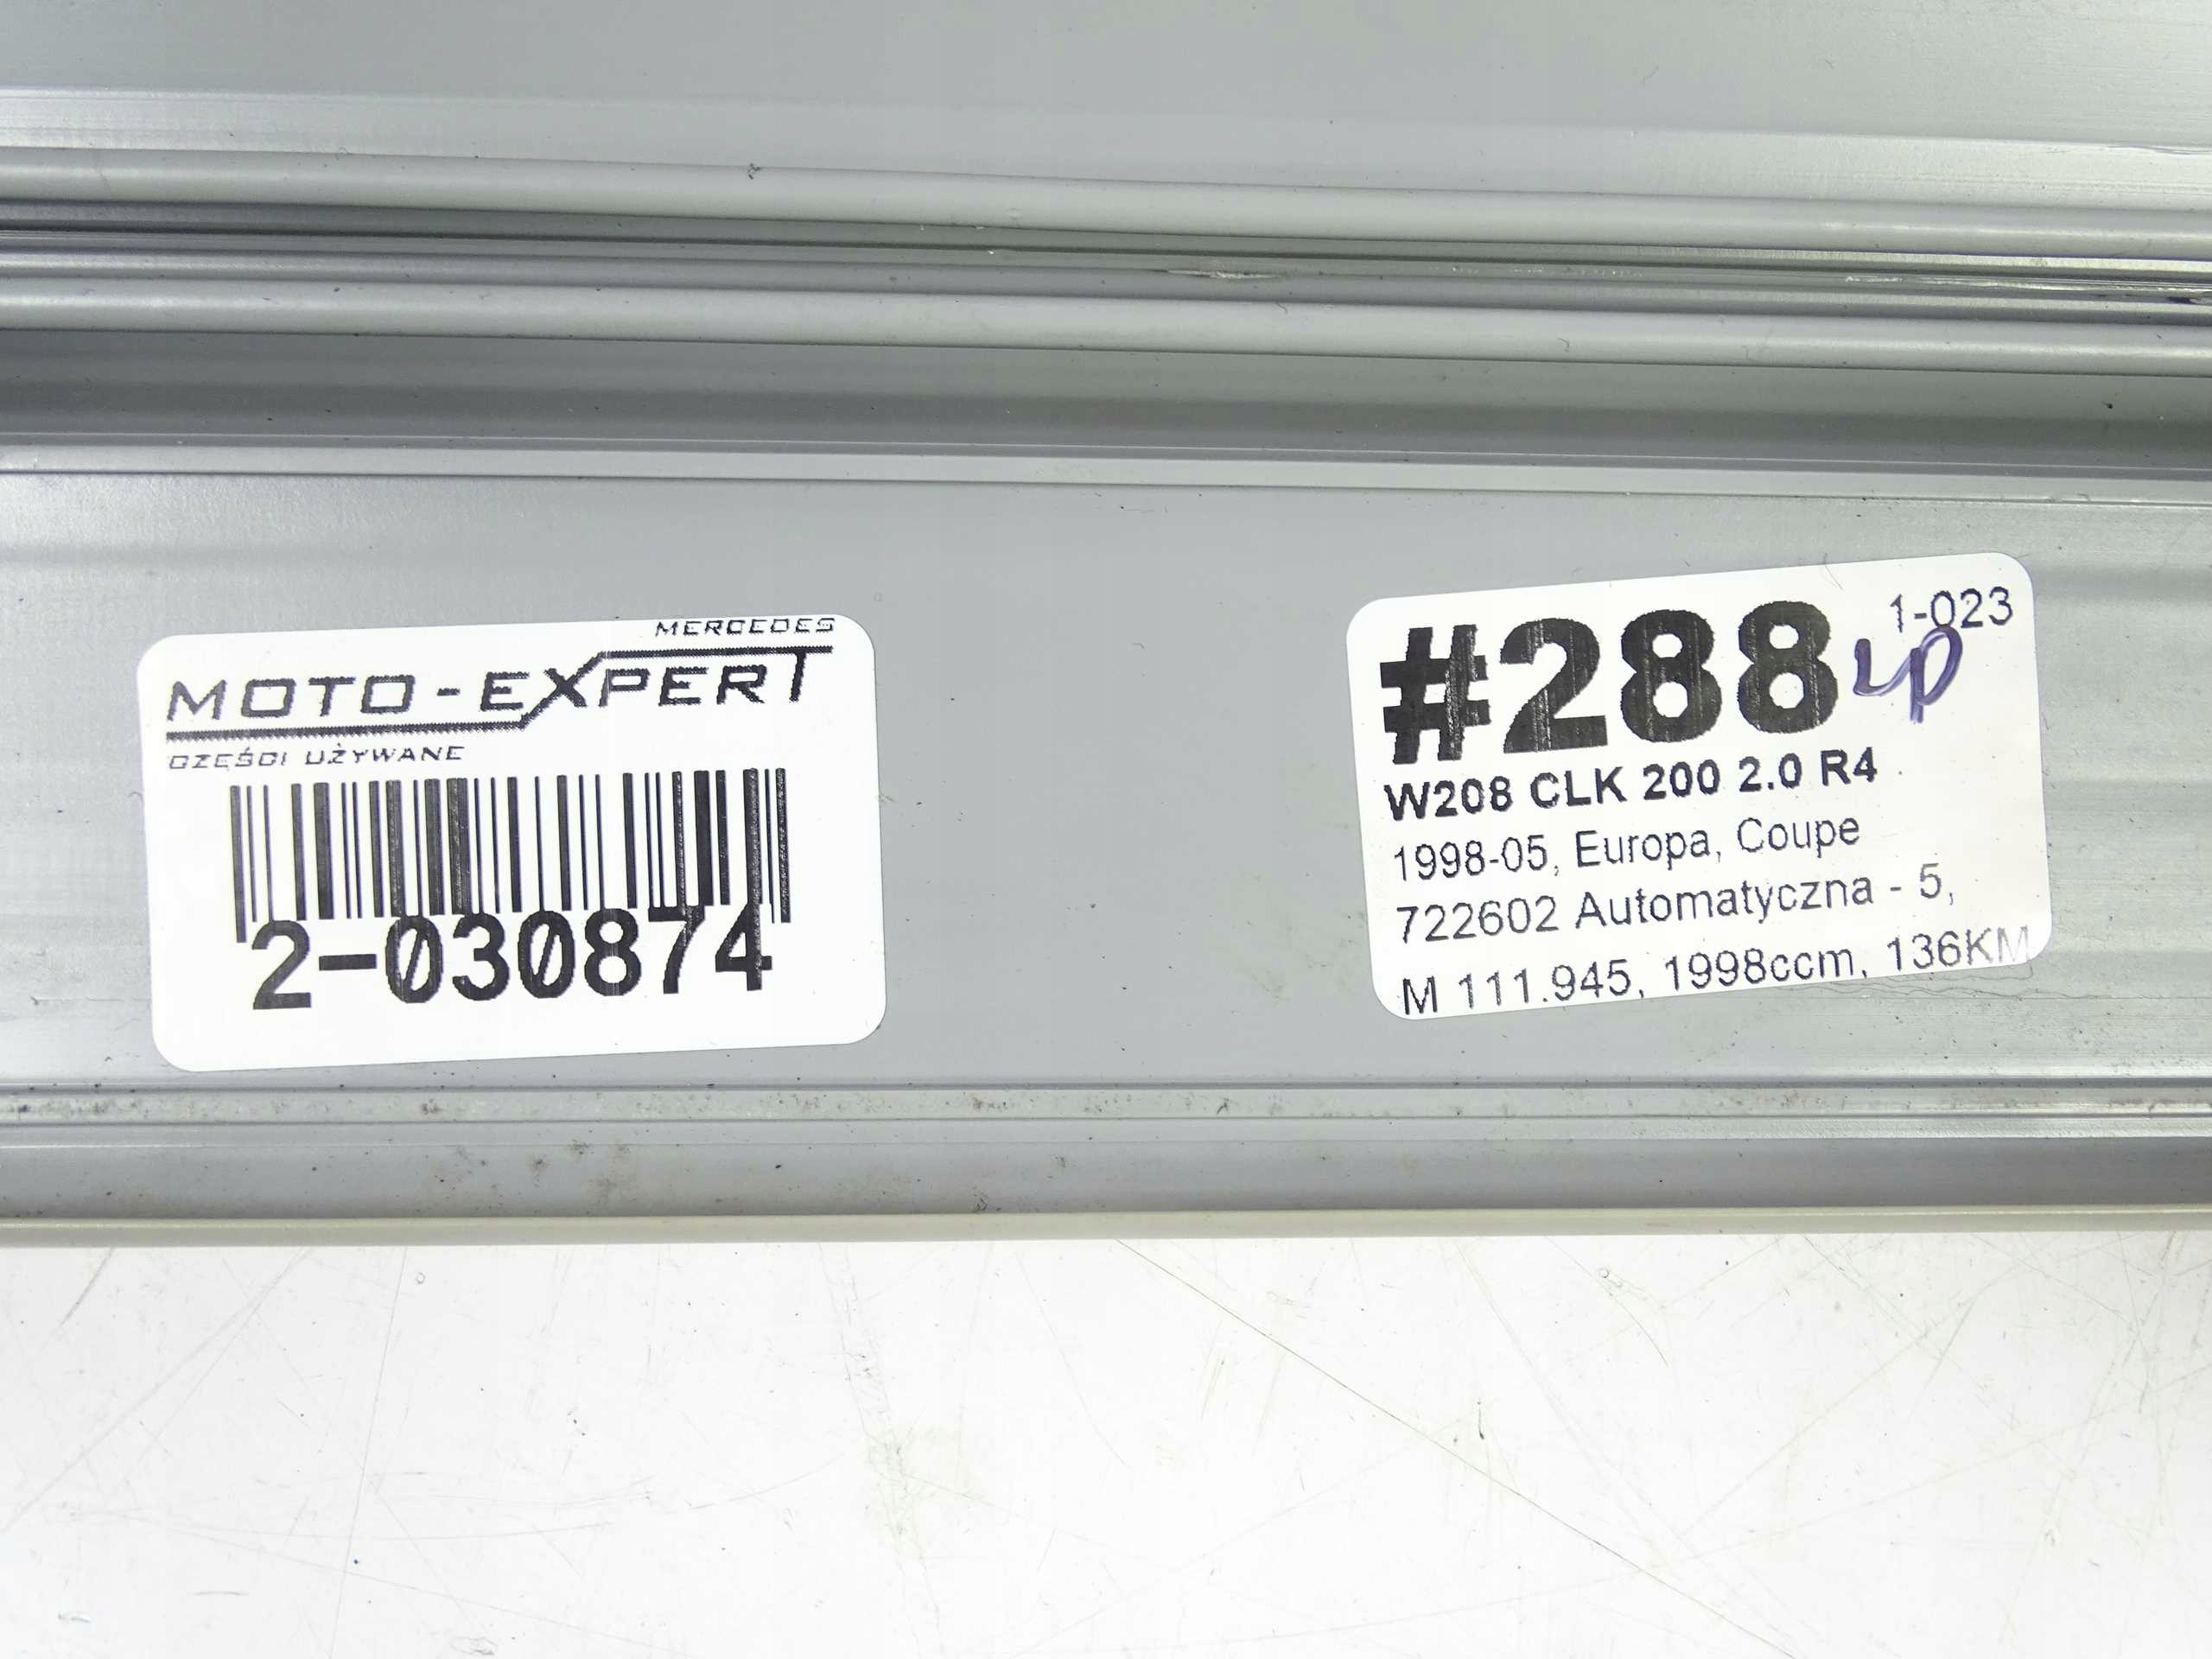 MERCEDES
MOTO-EXPERT
CZĘŚCI UŻYWANE
2-030874
1-023
#288 LP
W208 CLK 200 2.0 R4
1998-05, Europa, Coupe
722602 Automatyczna - 5,
M 111.945, 1998ccm, 136KM